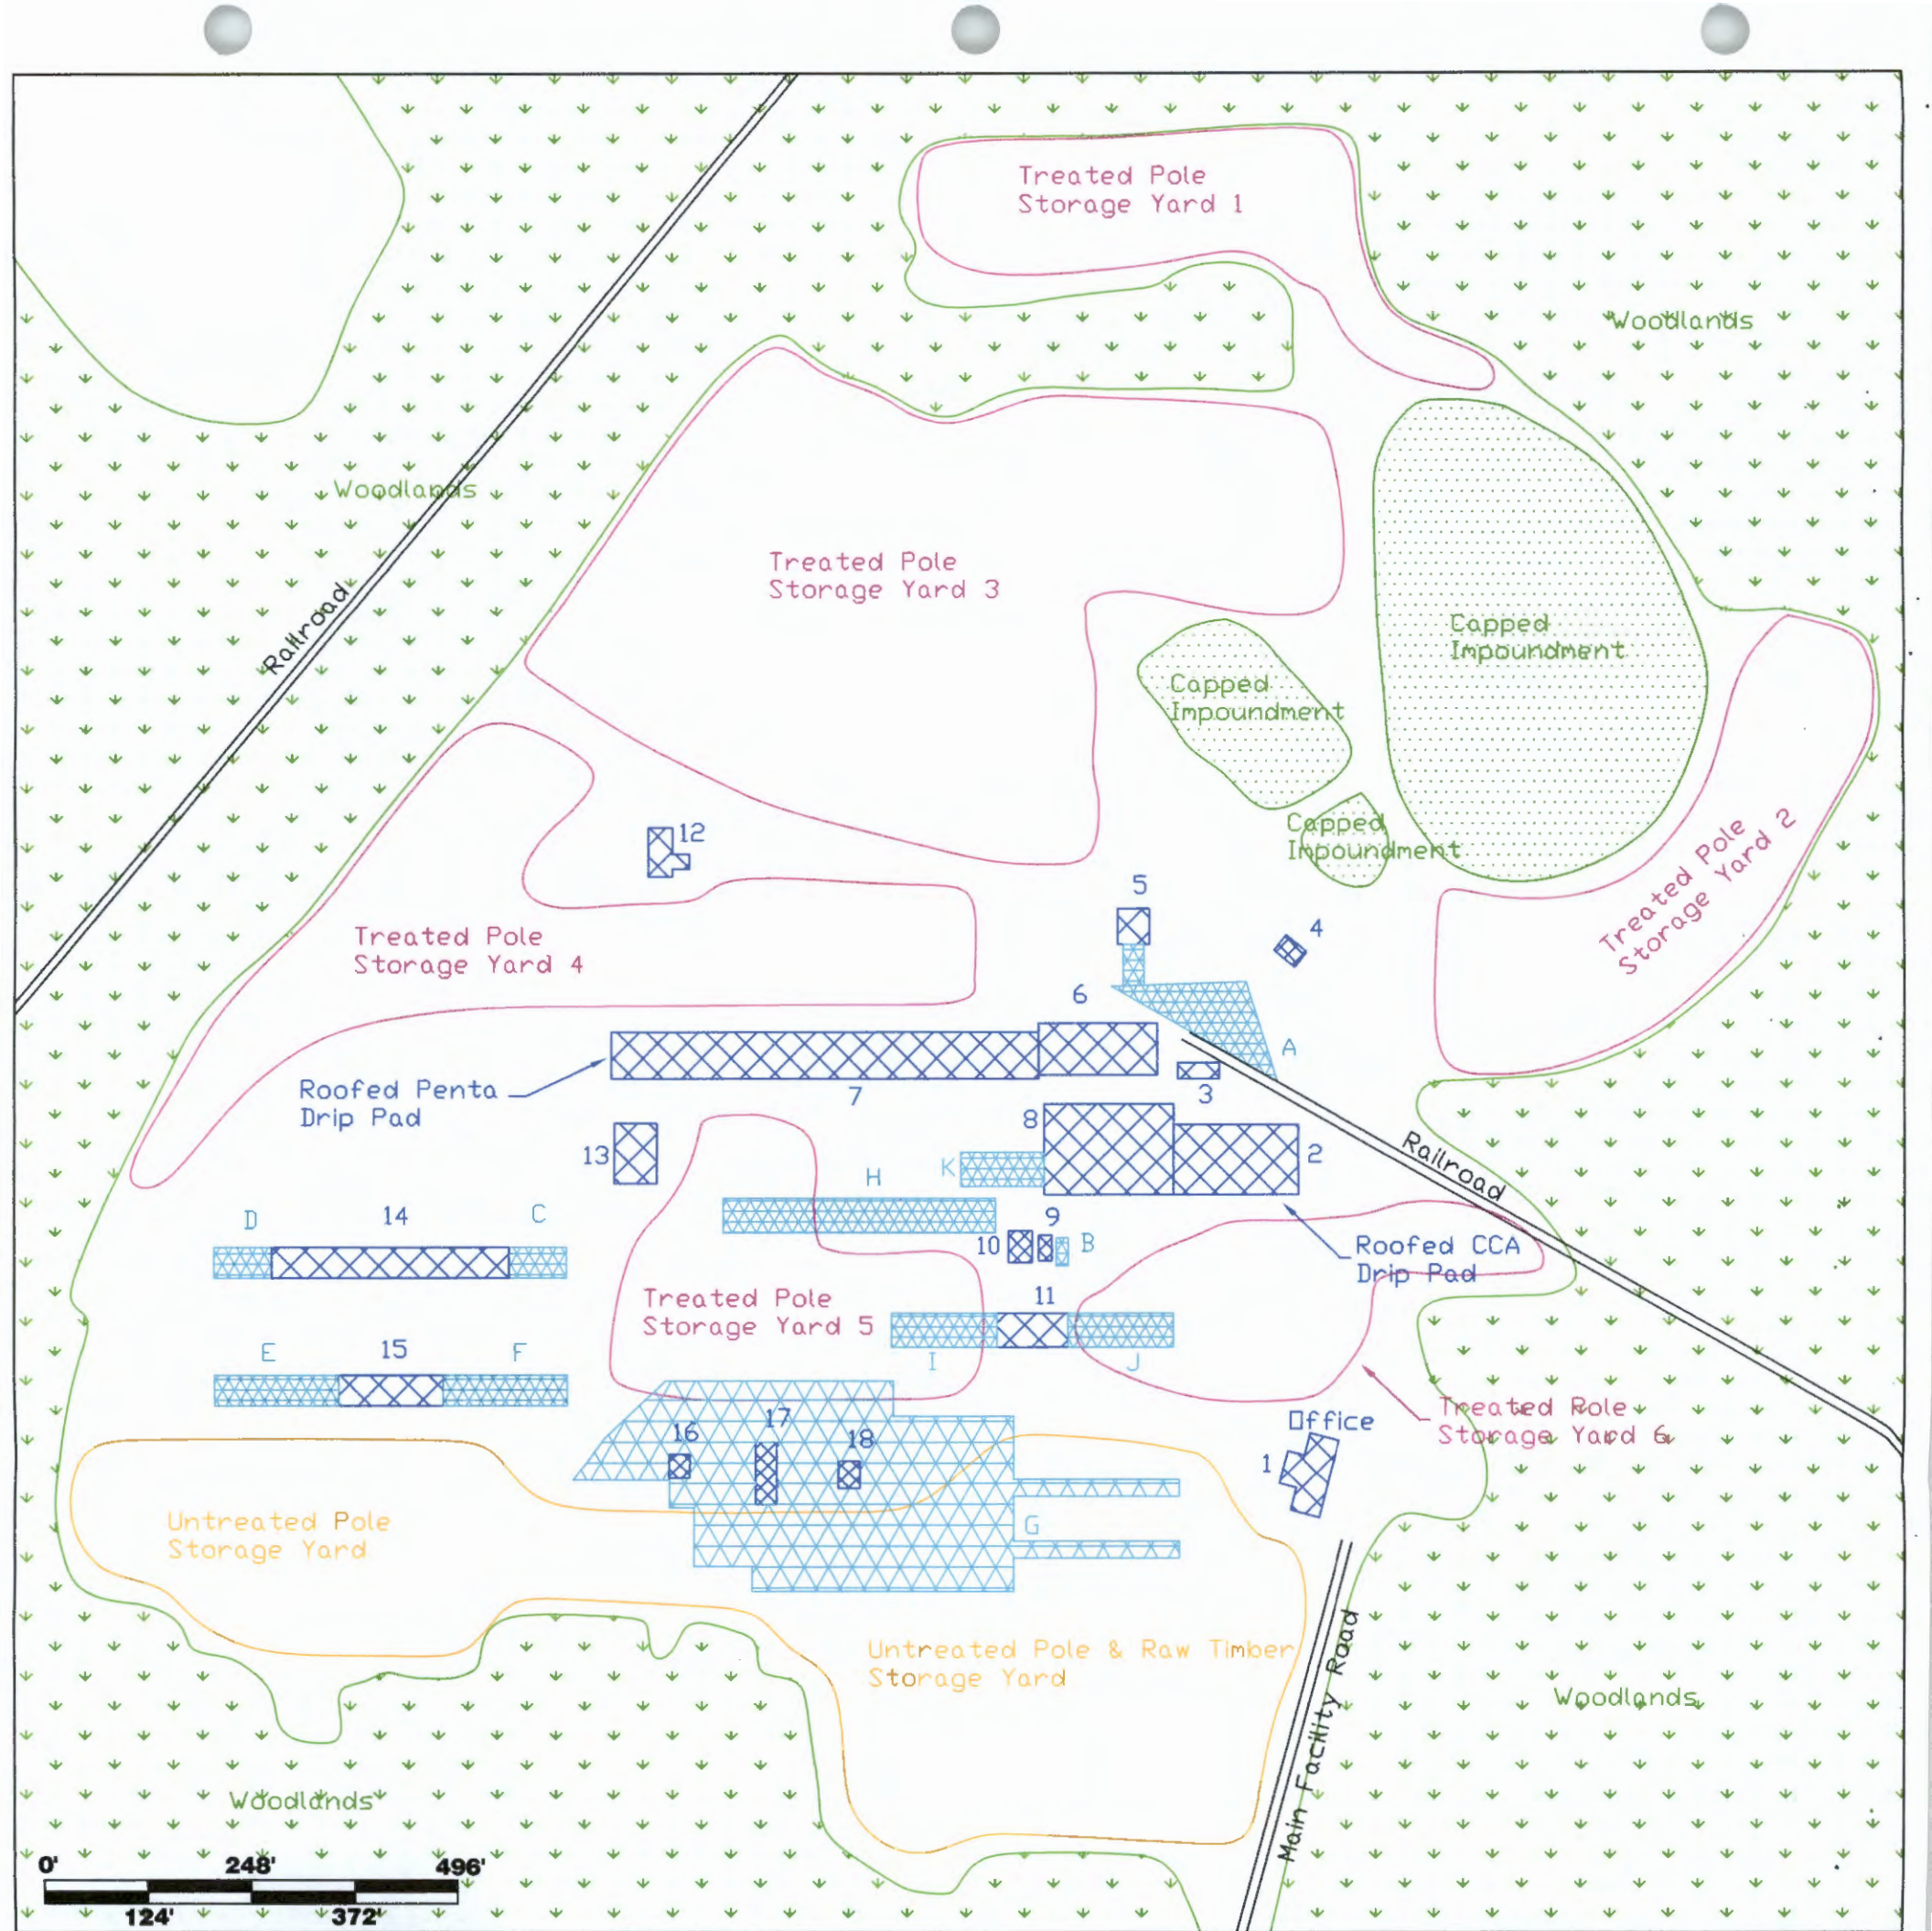 Treated Pole
Storage Yard 1
Woodlands
Woodlands
Treated Pole
Storage Yard 3
Railroad
Capped
Impoundment
Capped
Impoundment
Capped
Impoundment
Treated Pole
Storage Yard 2
12
5
4
Treated Pole
Storage Yard 4
6
A
Roofed Penta
Drip Pad
7
3
8
2
Railroad
13
K
H
D
14
C
9
10
B
Roofed CCA
Drip Pad
Treated Pole
Storage Yard 5
11
E
15
F
I
J
Treated Pole
Storage Yard 6
Office
1
16
17
18
G
Untreated Pole
Storage Yard
Untreated Pole & Raw Timber
Storage Yard
Main Facility Road
Woodlands
Woodlands
0' 248' 496'
124' 372'